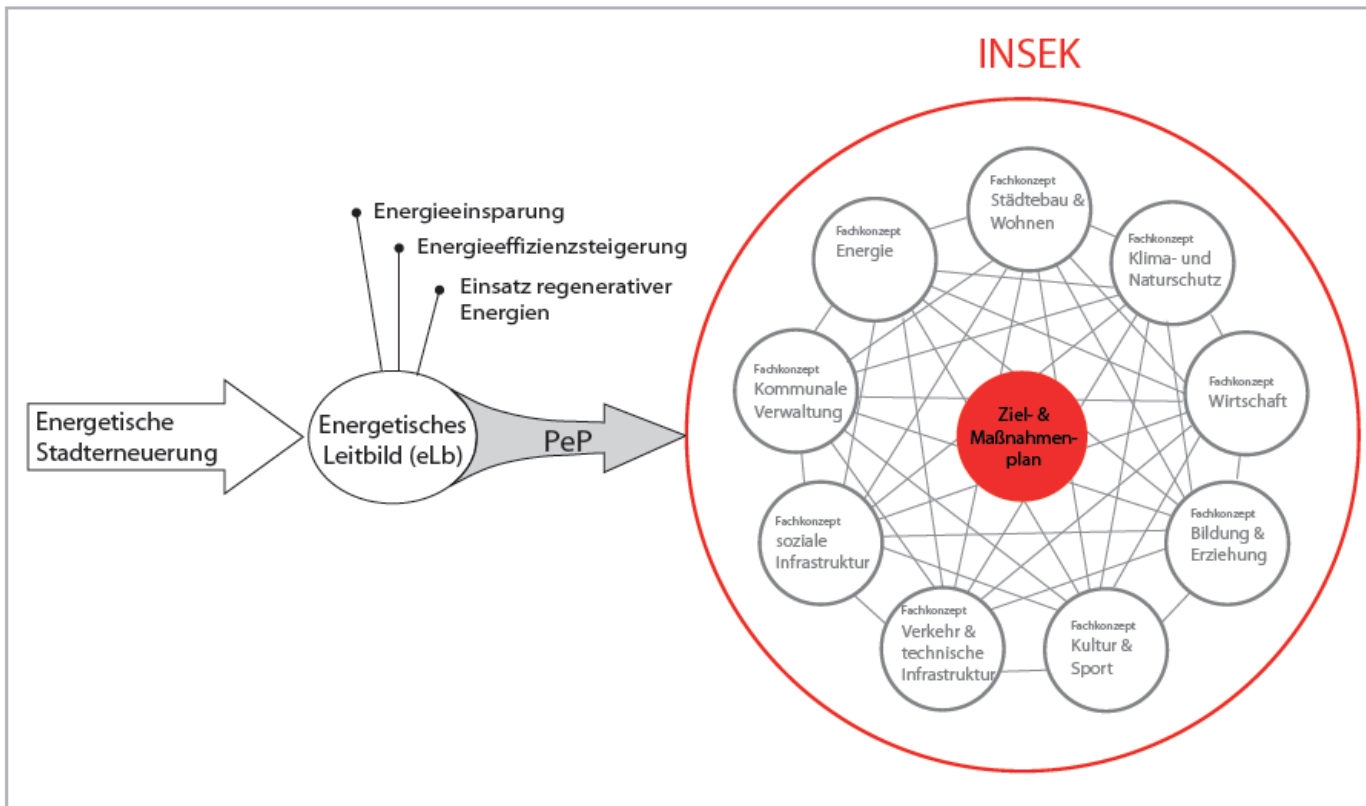 INSEK
Energieeinsparung
Energieeffizienzsteigerung
Einsatz regenerativer
Energien
Energetische
Stadterneuerung
Energetisches
Leitbild (eLb)
PeP
Fachkonzept
Städtebau &
Wohnen
Fachkonzept
Energie
Fachkonzept
Klima- und
Naturschutz
Fachkonzept
Kommunale
Verwaltung
Fachkonzept
Wirtschaft
Ziel- &
Maßnahmen-
plan
Fachkonzept
soziale
Infrastruktur
Fachkonzept
Bildung &
Erziehung
Fachkonzept
Verkehr &
technische
Infrastruktur
Fachkonzept
Kultur &
Sport